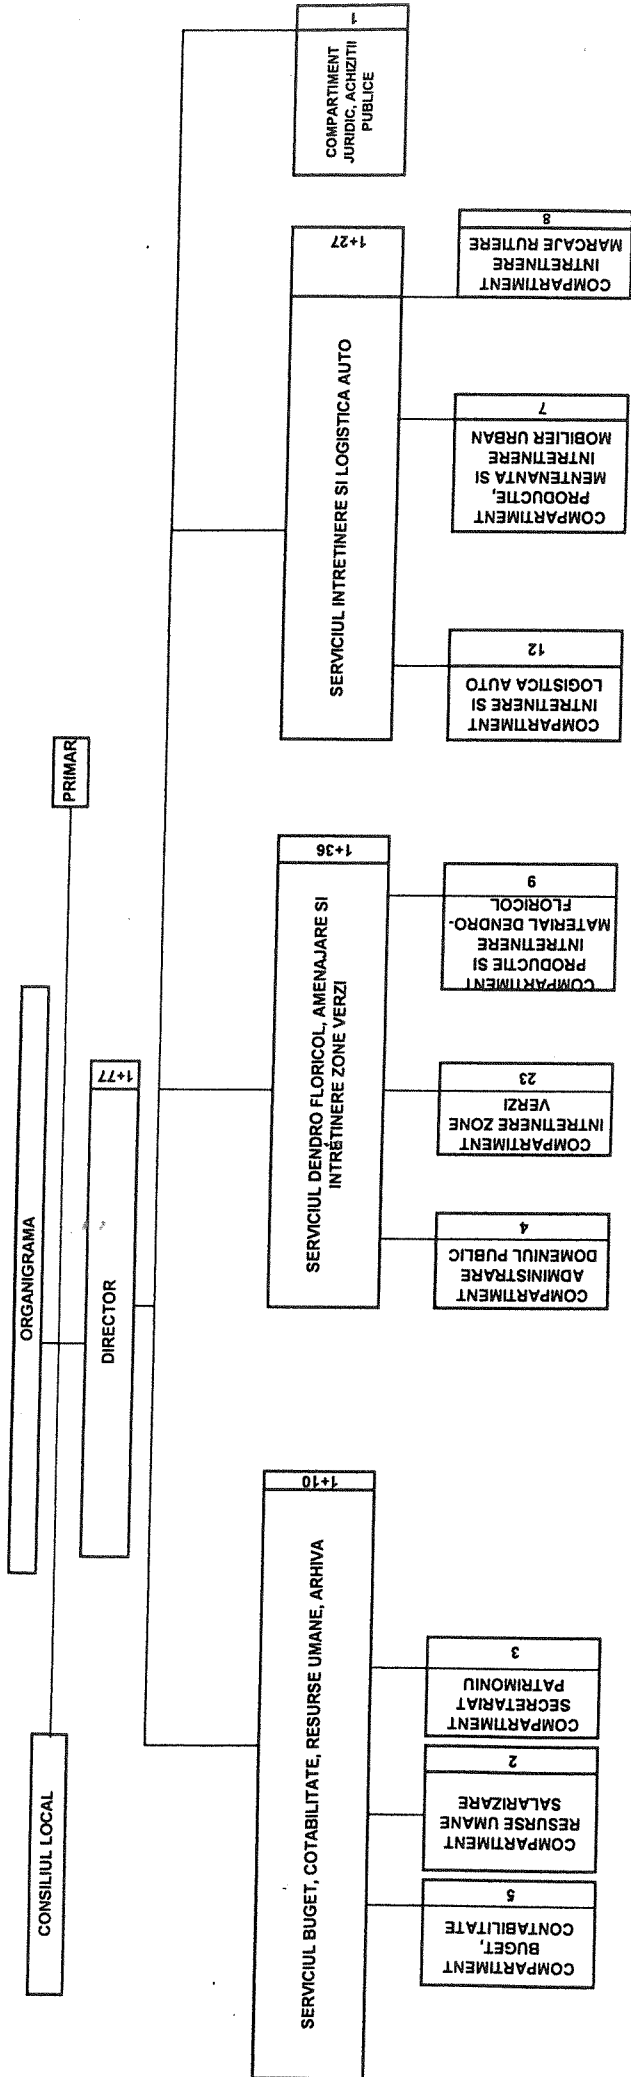 ORGANIGRAMA
CONSILIUL LOCAL
PRIMAR
DIRECTOR
1+77
SERVICIUL BUGET, COTABILITATE, RESURSE UMANE, ARHIVA
1+10
COMPARTIMENT
BUGET,
CONTABILITATE
5
COMPARTIMENT
RESURSE UMANE
SALARIZARE
2
COMPARTIMENT
SECRETARIAT
PATRIMONIU
3
SERVICIUL DENDRO FLORICOL, AMENAJARE SI
INTRETINERE ZONE VERZI
1+36
COMPARTIMENT
ADMINISTRARE
DOMENIUL PUBLIC
4
COMPARTIMENT
INTRETINERE ZONE
VERZI
23
COMPARTIMENT
PRODUCTIE SI
INTRETINERE
MATERIAL DENDRO-
FLORICOL
9
SERVICIUL INTRETINERE SI LOGISTICA AUTO
1+27
COMPARTIMENT
INTRETINERE SI
LOGISTICA AUTO
12
COMPARTIMENT
PRODUCTIE,
MENTENANTA SI
INTRETINERE
MOBILIER URBAN
7
COMPARTIMENT
INTRETINERE
MARCAJE RUTIERE
8
COMPARTIMENT
JURIDIC, ACHIZITII
PUBLICE
1